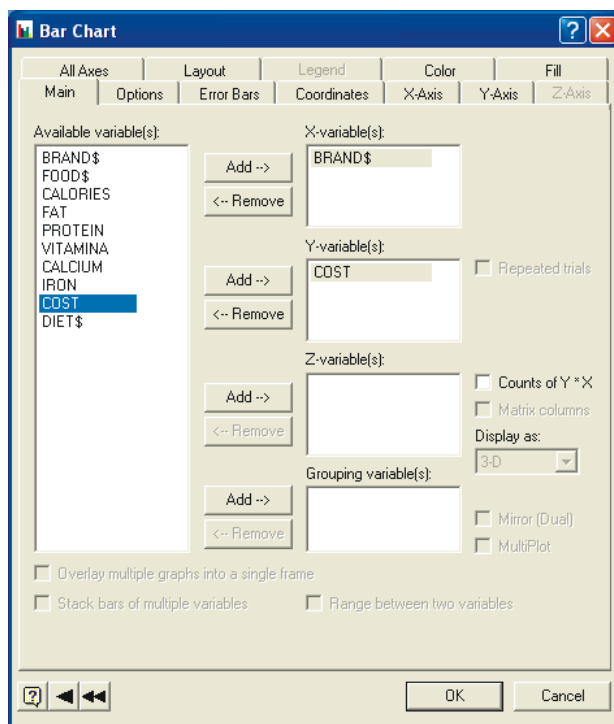 Bar Chart
All Axes Layout Legend Color Fill
Main Options Error Bars Coordinates X-Axis Y-Axis Z-Axis
Available variable(s):
BRAND$
FOOD$
CALORIES
FAT
PROTEIN
VITAMINA
CALCIUM
IRON
COST
DIET$
X-variable(s):
Add -->
BRAND$
<-- Remove
Y-variable(s):
Add -->
COST
<-- Remove
Repeated trials
Z-variable(s):
Add -->
<-- Remove
Counts of Y * X
Matrix columns
Display as:
3-D
Grouping variable(s):
Add -->
<-- Remove
Mirror (Dual)
MultiPlot
Overlay multiple graphs into a single frame
Stack bars of multiple variables Range between two variables
? OK Cancel